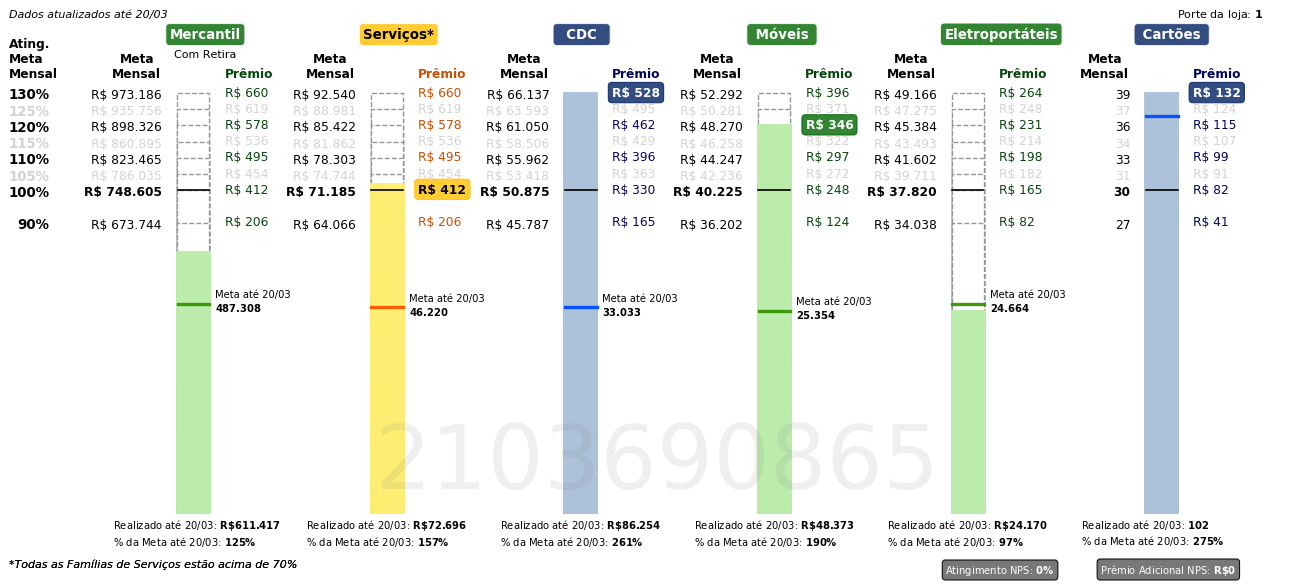 Dados atualizados até 20/03
Porte da loja: 1
Mercantil
Serviços*
CDC
Móveis
Eletroportáteis
Cartões
Com Retira
Ating. Meta Mensal
Meta Mensal Prêmio Meta Mensal Prêmio Meta Mensal Prêmio Meta Mensal Prêmio Meta Mensal Prêmio Meta Mensal Prêmio
130% R$ 973.186 R$ 660 R$ 92.540 R$ 660 R$ 66.137 R$ 528 R$ 52.292 R$ 396 R$ 49.166 R$ 264 39 R$ 132
125% R$ 935.756 R$ 619 R$ 88.981 R$ 619 R$ 63.593 R$ 495 R$ 50.281 R$ 371 R$ 47.275 R$ 248 37 R$ 124
120% R$ 898.326 R$ 578 R$ 85.422 R$ 578 R$ 61.050 R$ 462 R$ 48.270 R$ 346 R$ 45.384 R$ 231 36 R$ 115
115% R$ 860.895 R$ 536 R$ 81.862 R$ 536 R$ 58.506 R$ 429 R$ 46.258 R$ 322 R$ 43.493 R$ 214 34 R$ 107
110% R$ 823.465 R$ 495 R$ 78.303 R$ 495 R$ 55.962 R$ 396 R$ 44.247 R$ 297 R$ 41.602 R$ 198 33 R$ 99
105% R$ 786.035 R$ 454 R$ 74.744 R$ 454 R$ 53.418 R$ 363 R$ 42.236 R$ 272 R$ 39.711 R$ 182 31 R$ 91
100% R$ 748.605 R$ 412 R$ 71.185 R$ 412 R$ 50.875 R$ 330 R$ 40.225 R$ 248 R$ 37.820 R$ 165 30 R$ 82
90% R$ 673.744 R$ 206 R$ 64.066 R$ 206 R$ 45.787 R$ 165 R$ 36.202 R$ 124 R$ 34.038 R$ 82 27 R$ 41
Meta até 20/03 Meta até 20/03 Meta até 20/03 Meta até 20/03 Meta até 20/03
487.308 46.220 33.033 25.354 24.664
2103690865
Realizado até 20/03: R$611.417 Realizado até 20/03: R$72.696 Realizado até 20/03: R$86.254 Realizado até 20/03: R$48.373 Realizado até 20/03: R$24.170 Realizado até 20/03: 102
% da Meta até 20/03: 125% % da Meta até 20/03: 157% % da Meta até 20/03: 261% % da Meta até 20/03: 190% % da Meta até 20/03: 97% % da Meta até 20/03: 275%
*Todas as Famílias de Serviços estão acima de 70%
Atingimento NPS: 0%
Prêmio Adicional NPS: R$0